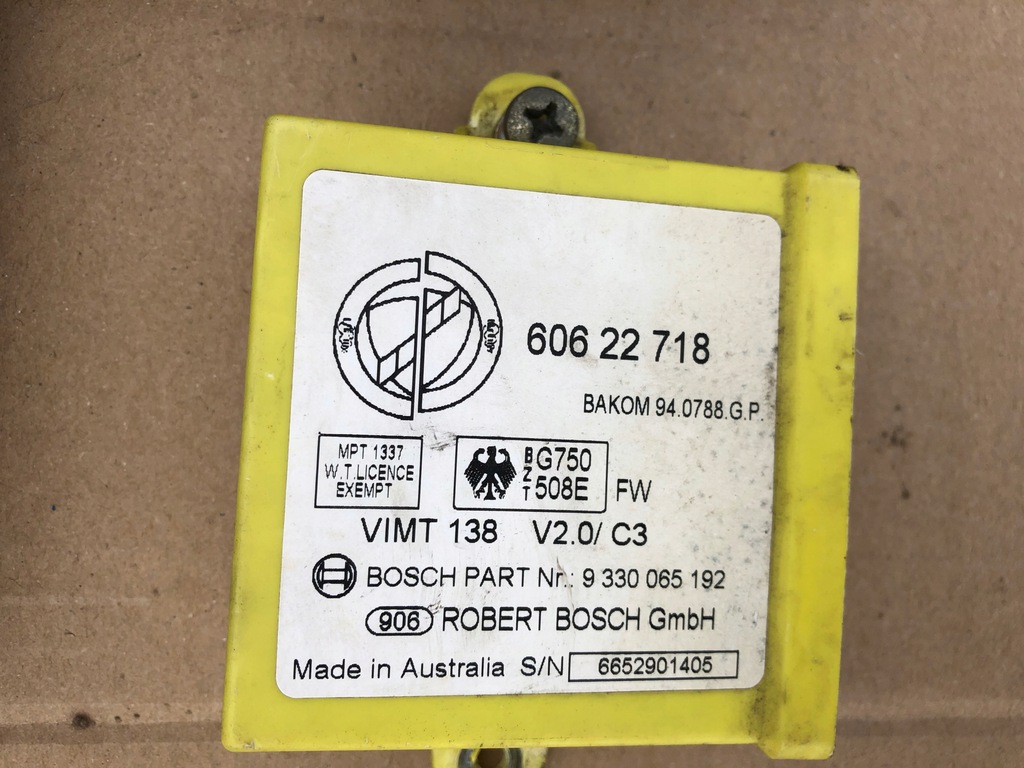 606 22 718
BAKOM 94.0788.G.P.
MPT 1337
W.T.LICENCE
EXEMPT
BZT G750
508E
FW
VIMT 138 V2.0/ C3
BOSCH PART Nr.: 9 330 065 192
906 ROBERT BOSCH GmbH
Made in Australia S/N 6652901405